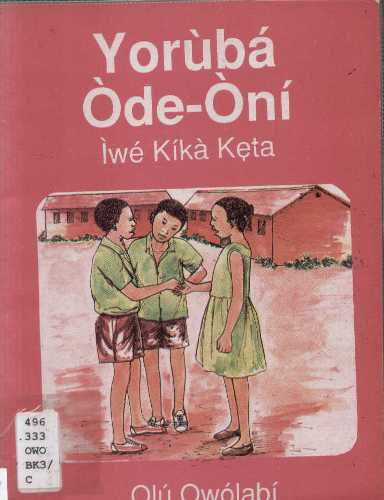 Yorùbá
Òde-Òní
Ìwé Kíkà Kẹta
496
.333
OWO
BK3/
C
Olú Owólabí